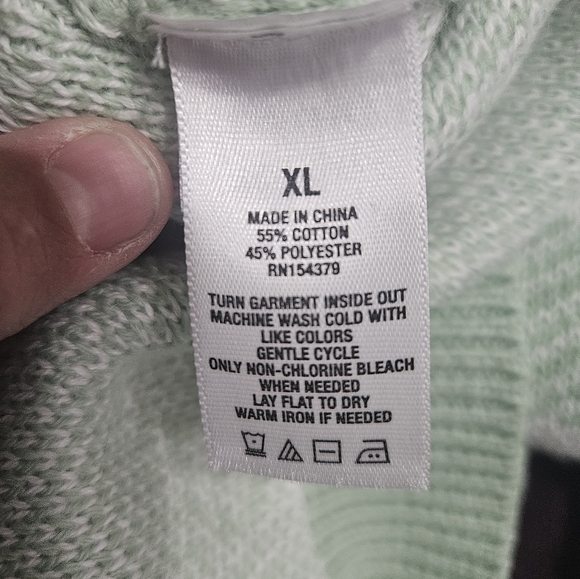 XL
MADE IN CHINA
55% COTTON
45% POLYESTER
RN154379
TURN GARMENT INSIDE OUT
MACHINE WASH COLD WITH
LIKE COLORS
GENTLE CYCLE
ONLY NON-CHLORINE BLEACH
WHEN NEEDED
LAY FLAT TO DRY
WARM IRON IF NEEDED